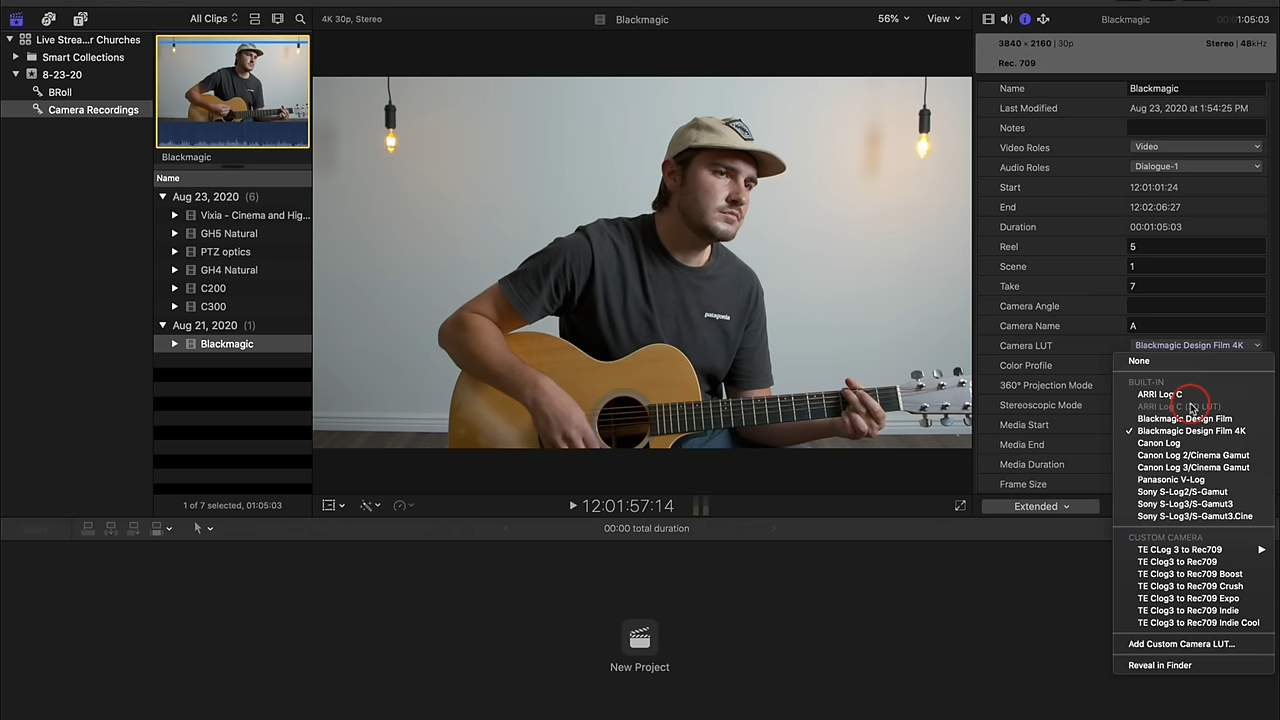 All Clips
4K 30p, Stereo
Blackmagic
56%
View
Blackmagic
1:05:03
Live Strea...r Churches
Smart Collections
8-23-20
BRoll
Camera Recordings
Blackmagic
Name
Aug 23, 2020 (6)
Vixia - Cinema and Hig...
GH5 Natural
PTZ optics
GH4 Natural
C200
C300
Aug 21, 2020 (1)
Blackmagic
1 of 7 selected, 01:05:03
patagonia
12:01:57:14
3840 × 2160 | 30p
Stereo | 48kHz
Rec. 709
Name Blackmagic
Last Modified Aug 23, 2020 at 1:54:25 PM
Notes
Video Roles Video
Audio Roles Dialogue-1
Start 12:01:01:24
End 12:02:06:27
Duration 00:01:05:03
Reel 5
Scene 1
Take 7
Camera Angle
Camera Name A
Camera LUT Blackmagic Design Film 4K
Color Profile
360° Projection Mode
Stereoscopic Mode
Media Start
Media End
Media Duration
Frame Size
Extended
None
BUILT-IN
ARRI Log C
Blackmagic Design Film
✓ Blackmagic Design Film 4K
Canon Log
Canon Log 2/Cinema Gamut
Canon Log 3/Cinema Gamut
Panasonic V-Log
Sony S-Log2/S-Gamut
Sony S-Log3/S-Gamut3
Sony S-Log3/S-Gamut3.Cine
CUSTOM CAMERA
TE CLog 3 to Rec709
TE Clog3 to Rec709
TE Clog3 to Rec709 Boost
TE Clog3 to Rec709 Crush
TE Clog3 to Rec709 Expo
TE Clog3 to Rec709 Indie
TE Clog3 to Rec709 Indie Cool
Add Custom Camera LUT...
Reveal in Finder
00:00 total duration
New Project